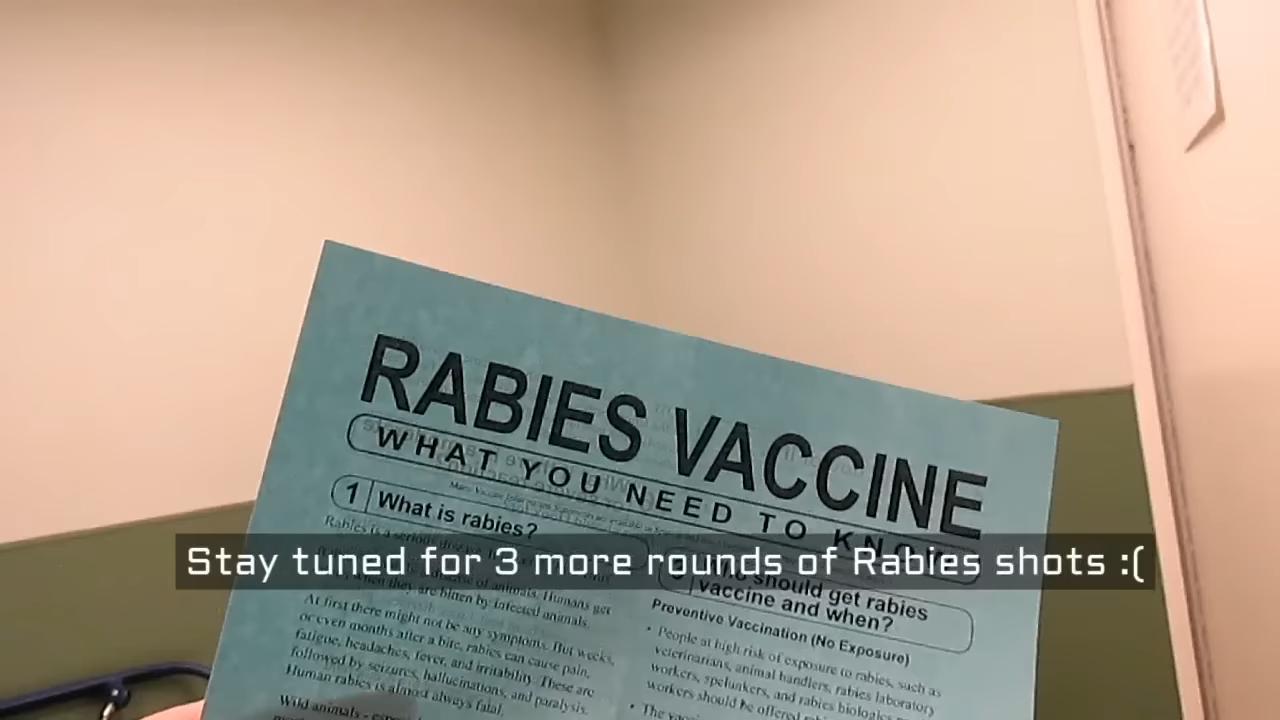 RABIES VACCINE
WHAT YOU NEED TO KNOW
1 What is rabies?
Rabies is a serious
of animals. Humans get
when they are bitten by infected animals.
At first there might not be any symptoms. But weeks,
or even months after a bite, rabies can cause pain,
fatigue, headaches, fever, and irritability. These are
followed by seizures, hallucinations, and paralysis.
Human rabies is almost always fatal.
Wild animals -
Stay tuned for 3 more rounds of Rabies shots :(
should get rabies
vaccine and when?
Preventive Vaccination (No Exposure)
• People at high risk of exposure to rabies, such as
veterinarians, animal handlers, rabies laboratory
workers, spelunkers, and rabies biologics
workers should be offered
• The